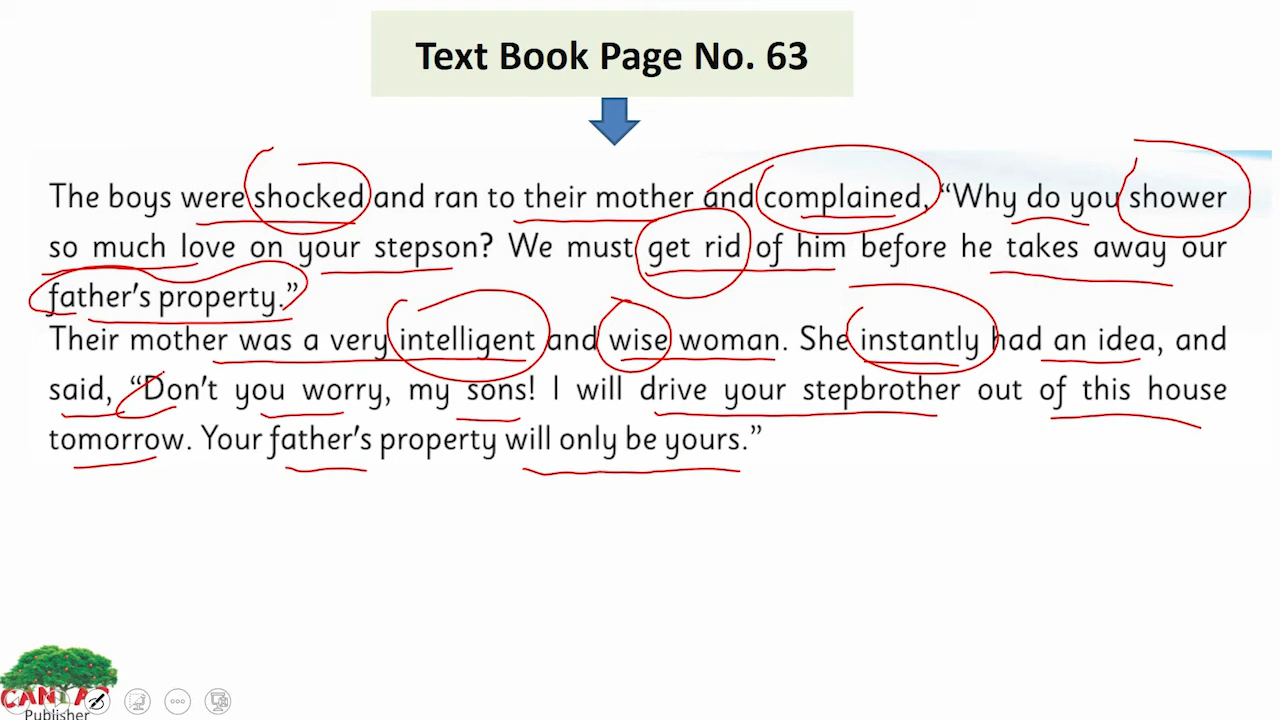 Text Book Page No. 63
The boys were shocked and ran to their mother and complained, “Why do you shower
so much love on your stepson? We must get rid of him before he takes away our
father’s property.”
Their mother was a very intelligent and wise woman. She instantly had an idea, and
said, “Don’t you worry, my sons! I will drive your stepbrother out of this house
tomorrow. Your father’s property will only be yours.”
Publisher